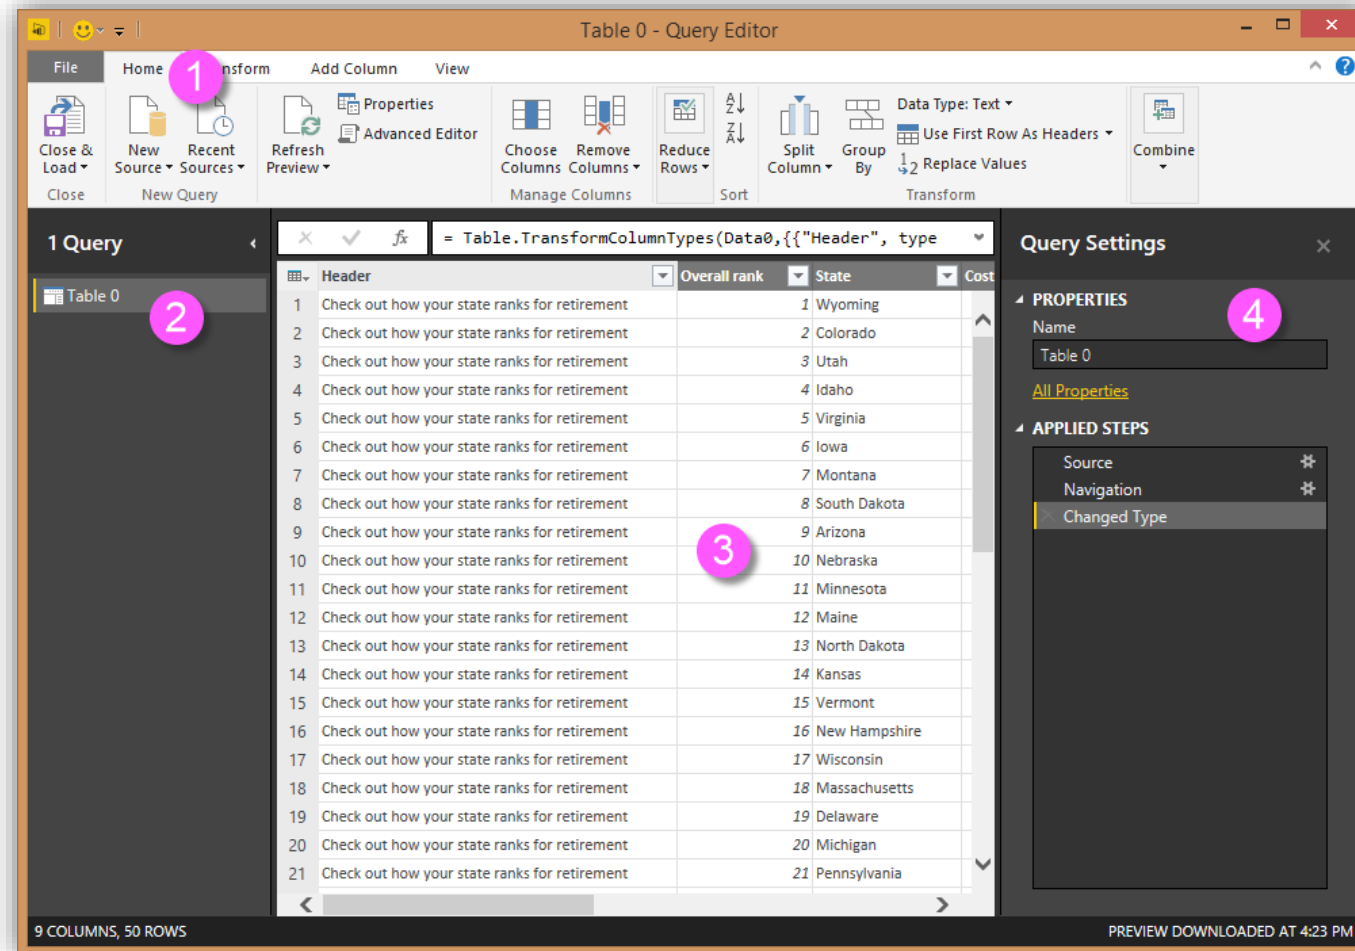 Table 0 - Query Editor
File Home nsform Add Column View
1
Close & Load
New Source
Recent Sources
Refresh Preview
Properties
Advanced Editor
Choose Columns
Remove Columns
Reduce Rows
Split Column
Group By
Data Type: Text
Use First Row As Headers
Replace Values
Combine
Close New Query Manage Columns Sort Transform
1 Query
Table 0
2
fx = Table.TransformColumnTypes(Data0,{{"Header", type
Header Overall rank State Cost
1 Check out how your state ranks for retirement 1 Wyoming
2 Check out how your state ranks for retirement 2 Colorado
3 Check out how your state ranks for retirement 3 Utah
4 Check out how your state ranks for retirement 4 Idaho
5 Check out how your state ranks for retirement 5 Virginia
6 Check out how your state ranks for retirement 6 Iowa
7 Check out how your state ranks for retirement 7 Montana
8 Check out how your state ranks for retirement 8 South Dakota
9 Check out how your state ranks for retirement 9 Arizona
10 Check out how your state ranks for retirement 10 Nebraska
11 Check out how your state ranks for retirement 11 Minnesota
12 Check out how your state ranks for retirement 12 Maine
13 Check out how your state ranks for retirement 13 North Dakota
14 Check out how your state ranks for retirement 14 Kansas
15 Check out how your state ranks for retirement 15 Vermont
16 Check out how your state ranks for retirement 16 New Hampshire
17 Check out how your state ranks for retirement 17 Wisconsin
18 Check out how your state ranks for retirement 18 Massachusetts
19 Check out how your state ranks for retirement 19 Delaware
20 Check out how your state ranks for retirement 20 Michigan
21 Check out how your state ranks for retirement 21 Pennsylvania
3
Query Settings
PROPERTIES
4
Name
Table 0
All Properties
APPLIED STEPS
Source
Navigation
Changed Type
9 COLUMNS, 50 ROWS
PREVIEW DOWNLOADED AT 4:23 PM